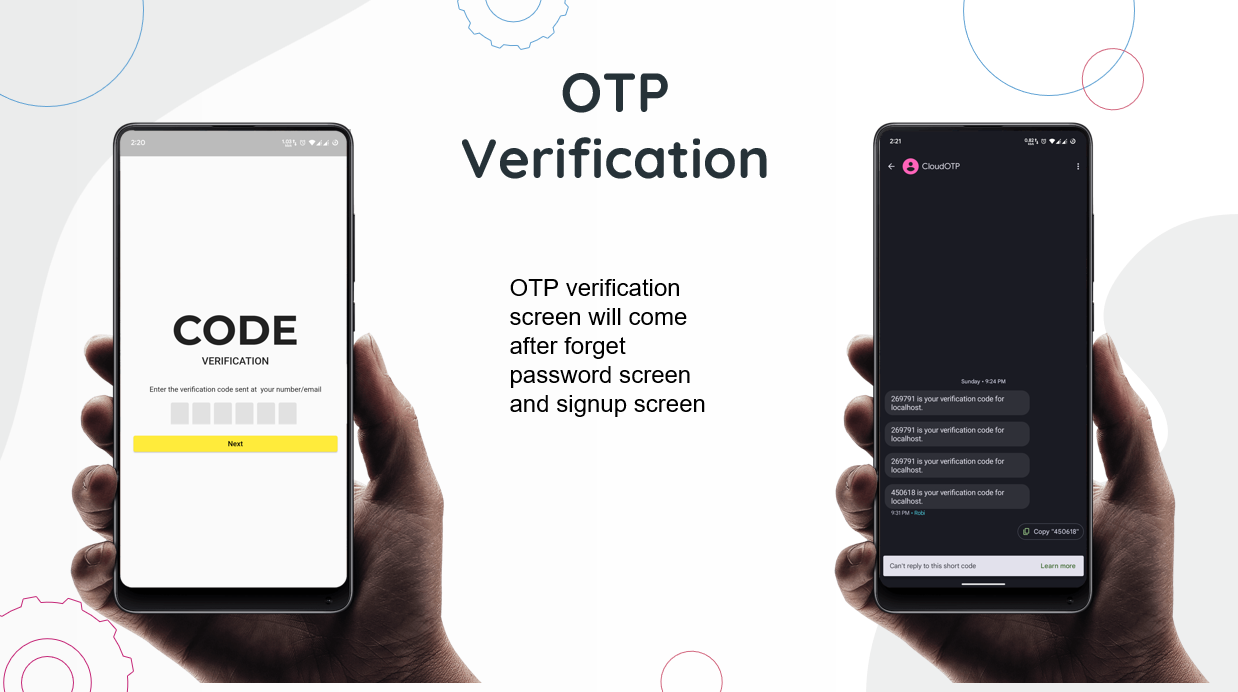 OTP
Verification
OTP verification
screen will come
after forget
password screen
and signup screen
2:20
CODE
VERIFICATION
Enter the verification code sent at  your number/email
Next
2:21
CloudOTP
Sunday • 9:24 PM
269791 is your verification code for
localhost.
269791 is your verification code for
localhost.
269791 is your verification code for
localhost.
450618 is your verification code for
localhost.
9:31 PM • Robi
Copy "450618"
Can't reply to this short code Learn more